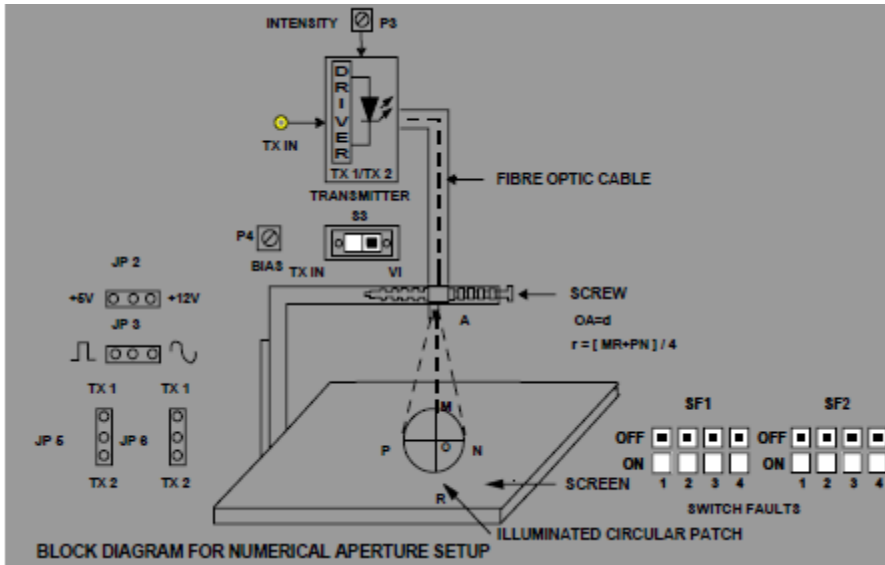 INTENSITY P3
DRIVER
TX IN
TX 1/TX 2
TRANSMITTER
FIBRE OPTIC CABLE
S3
P4
BIAS
TX IN VI
JP 2
+5V +12V
JP 3
SCREW
A
OA=d
r = [ MR+PN ] / 4
TX 1 TX 1
JP 5 JP 6
TX 2 TX 2
M
P O N
R
SF1 SF2
OFF OFF
ON ON
1 2 3 4 1 2 3 4
SWITCH FAULTS
SCREEN
ILLUMINATED CIRCULAR PATCH
BLOCK DIAGRAM FOR NUMERICAL APERTURE SETUP